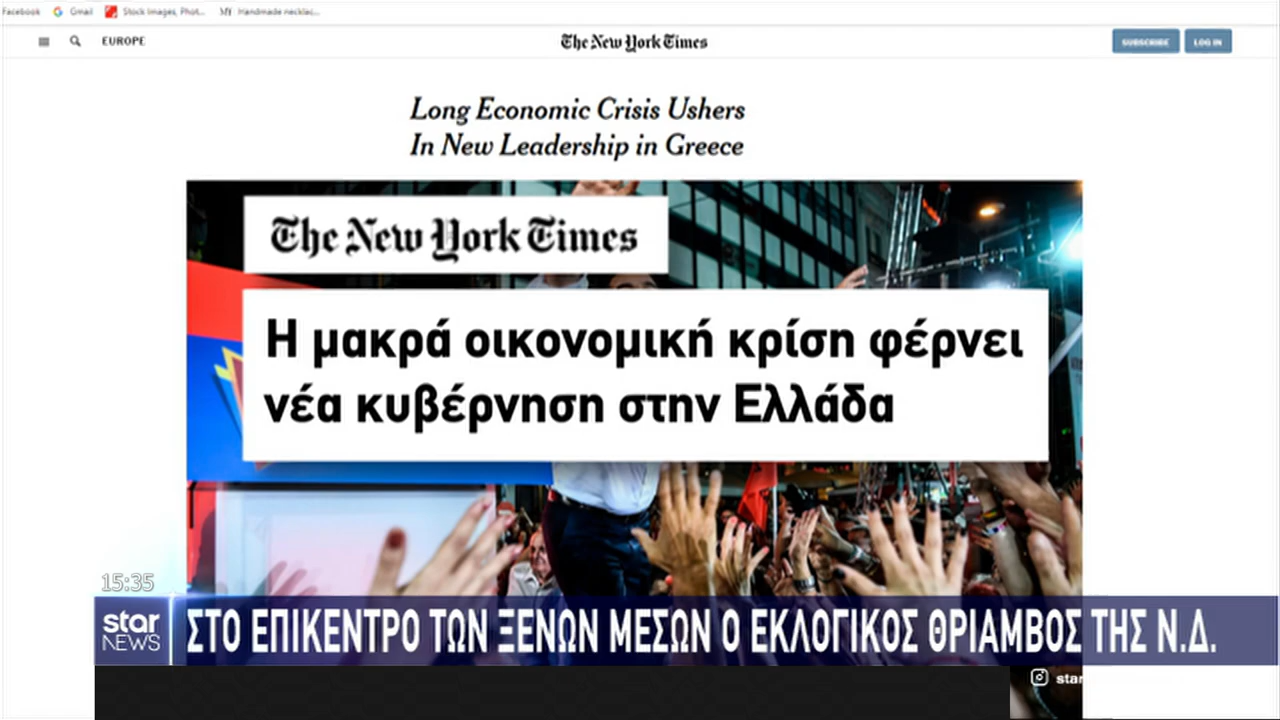 Facebook Gmail Stock Images, Phot... Handmade necklac...
EUROPE The New York Times SUBSCRIBE LOG IN
Long Economic Crisis Ushers
In New Leadership in Greece
The New York Times
Η μακρά οικονομική κρίση φέρνει
νέα κυβέρνηση στην Ελλάδα
15:35
star
NEWS
ΣΤΟ ΕΠΙΚΕΝΤΡΟ ΤΩΝ ΞΕΝΩΝ ΜΕΣΩΝ Ο ΕΚΛΟΓΙΚΟΣ ΘΡΙΑΜΒΟΣ ΤΗΣ Ν.Δ.
star